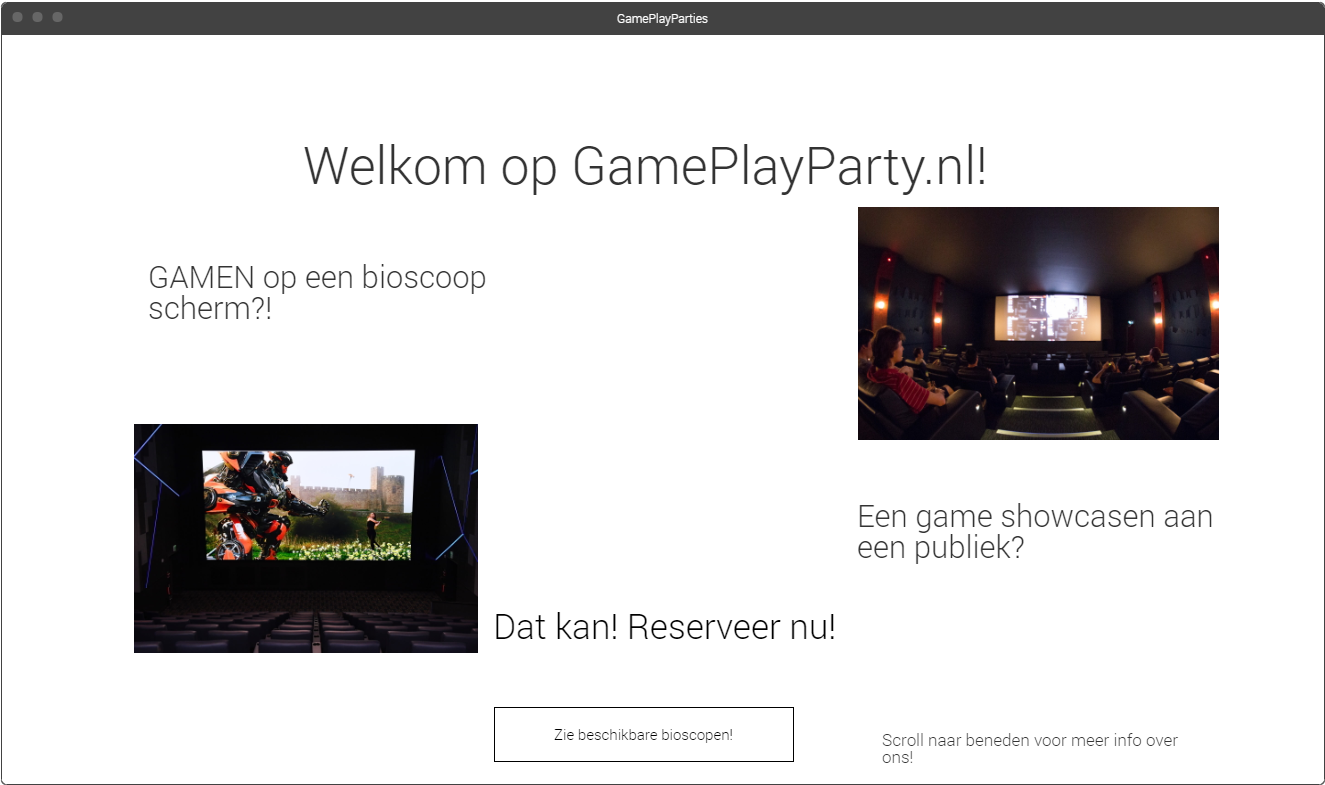 GamePlayParties
Welkom op GamePlayParty.nl!
GAMEN op een bioscoop
scherm?!
Een game showcasen aan
een publiek?
Dat kan! Reserveer nu!
Zie beschikbare bioscopen!
Scroll naar beneden voor meer info over
ons!